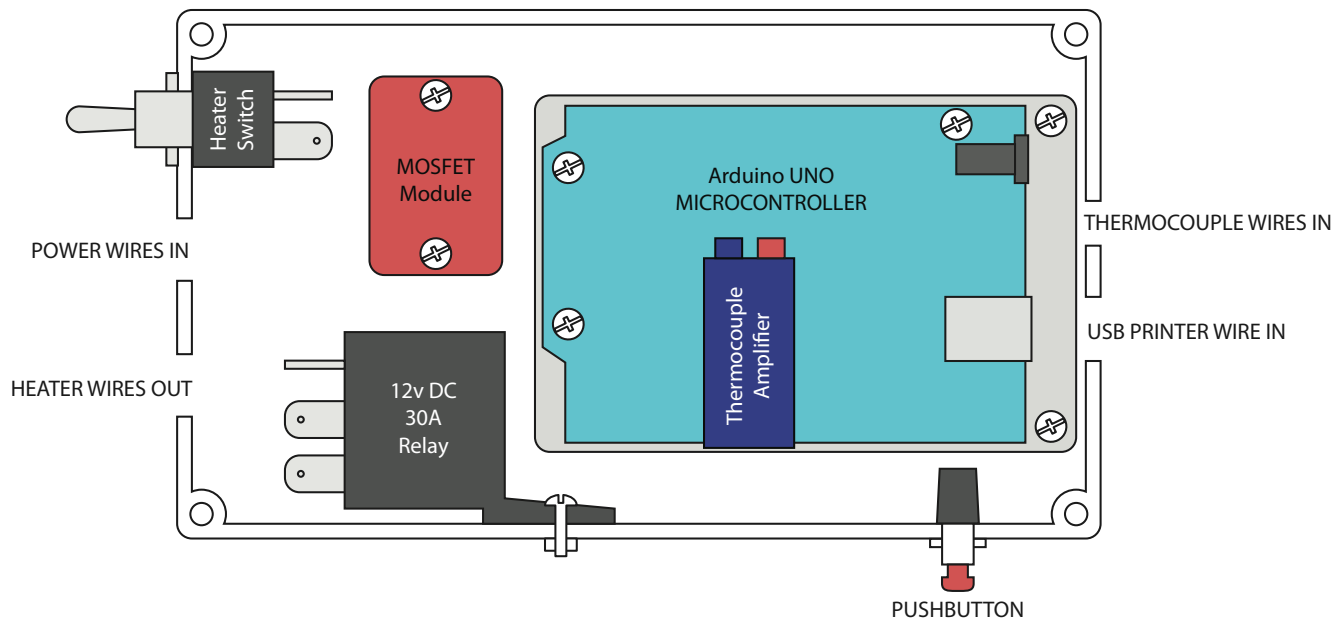 Heater
Switch
MOSFET
Module
Arduino UNO
MICROCONTROLLER
POWER WIRES IN
THERMOCOUPLE WIRES IN
Thermocouple
Amplifier
USB PRINTER WIRE IN
HEATER WIRES OUT
12v DC
30A
Relay
PUSHBUTTON